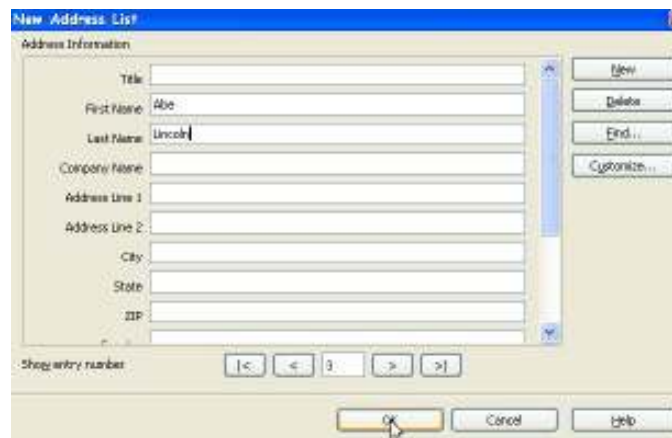 New Address List
Address Information
Title
First Name Abe
Last Name Lincoln
Company Name
Address Line 1
Address Line 2
City
State
ZIP
New
Delete
Find...
Customize...
Show entry number |< < 3 > >|
OK Cancel Help